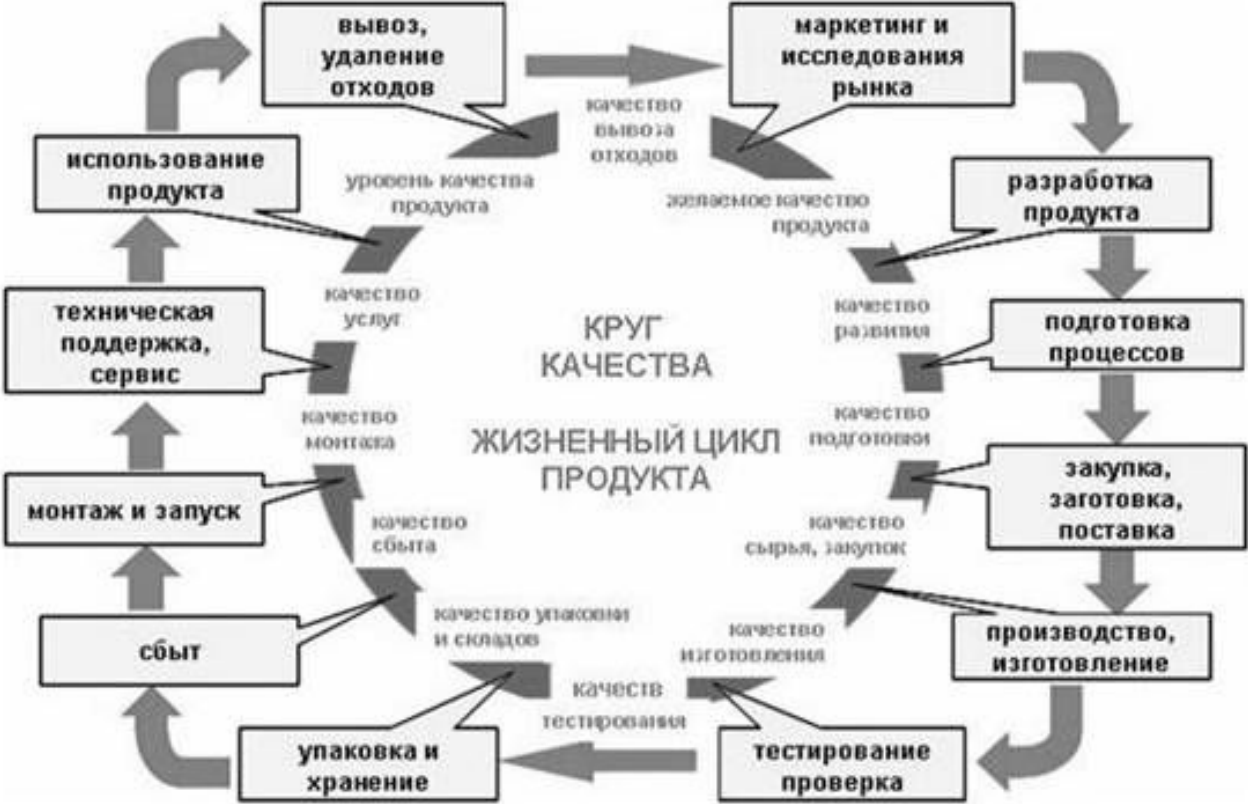 вывоз,
удаление
отходов
маркетинг и
исследования
рынка
качество
вывоза
отходов
использование
продукта
уровень качества
продукта
желаемое качество
продукта
разработка
продукта
техническая
поддержка,
сервис
качество
услуг
КРУГ
КАЧЕСТВА
качество
развития
подготовка
процессов
качество
монтажа
ЖИЗНЕННЫЙ ЦИКЛ
ПРОДУКТА
качество
подготовки
закупка,
заготовка,
поставка
монтаж и запуск
качество
сбыта
качество
сырья, закупок
сбыт
качество упаковки
и складов
качество
изготовления
производство,
изготовление
качеств
тестирования
упаковка и
хранение
тестирование
проверка